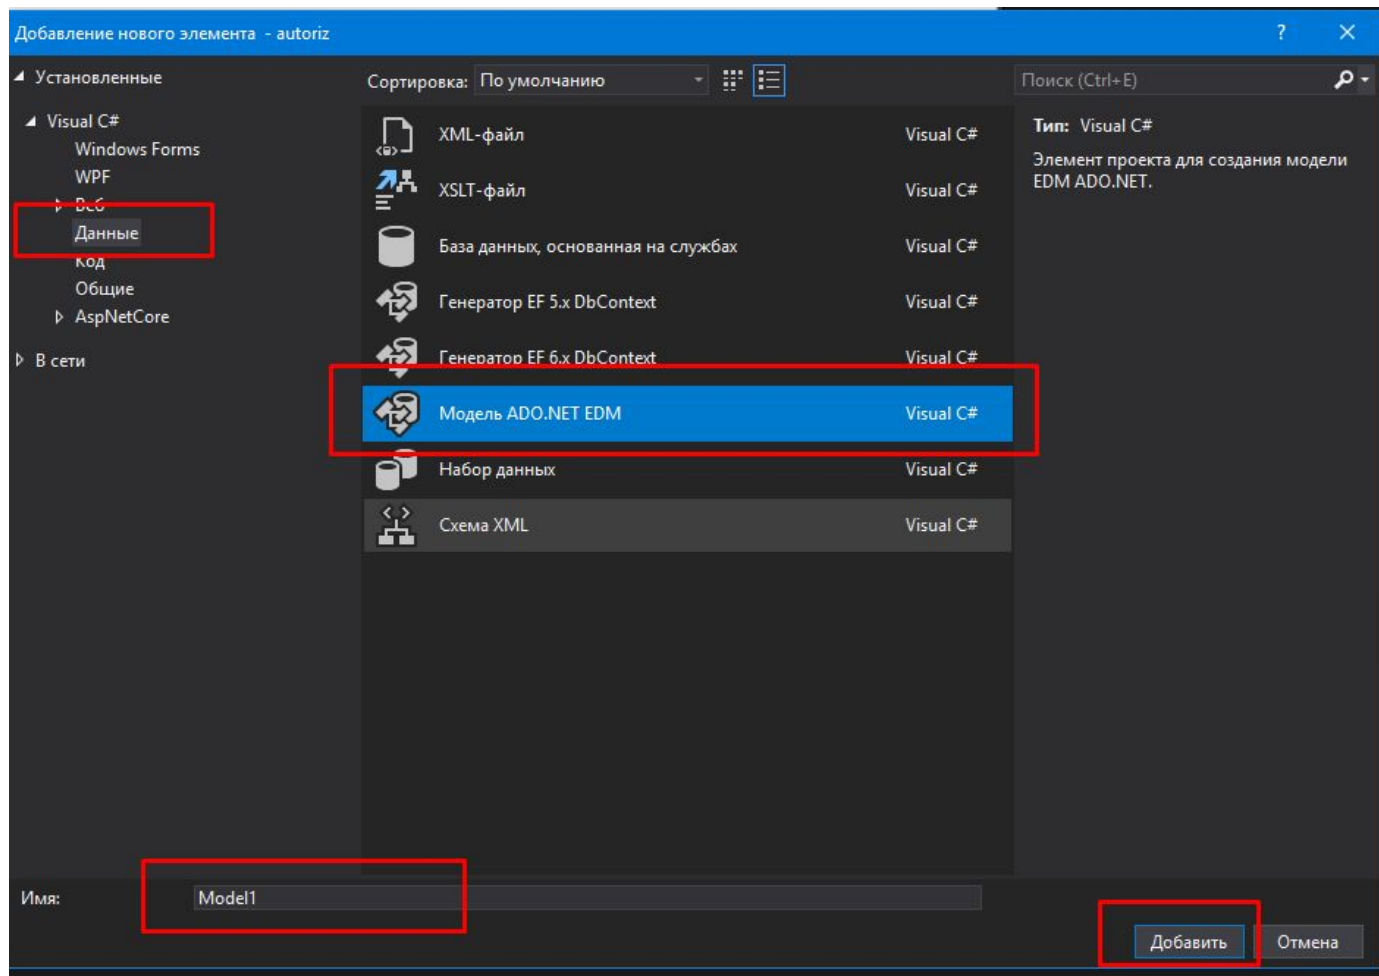 Добавление нового элемента - autoriz
? ×
Установленные
Visual C#
Windows Forms
WPF
Веб
Данные
Код
Общие
AspNetCore
В сети
Сортировка: По умолчанию
XML-файл Visual C#
XSLT-файл Visual C#
База данных, основанная на службах Visual C#
Генератор EF 5.x DbContext Visual C#
Генератор EF 6.x DbContext Visual C#
Модель ADO.NET EDM Visual C#
Набор данных Visual C#
Схема XML Visual C#
Поиск (Ctrl+E)
Тип: Visual C#
Элемент проекта для создания модели
EDM ADO.NET.
Имя: Model1
Добавить Отмена